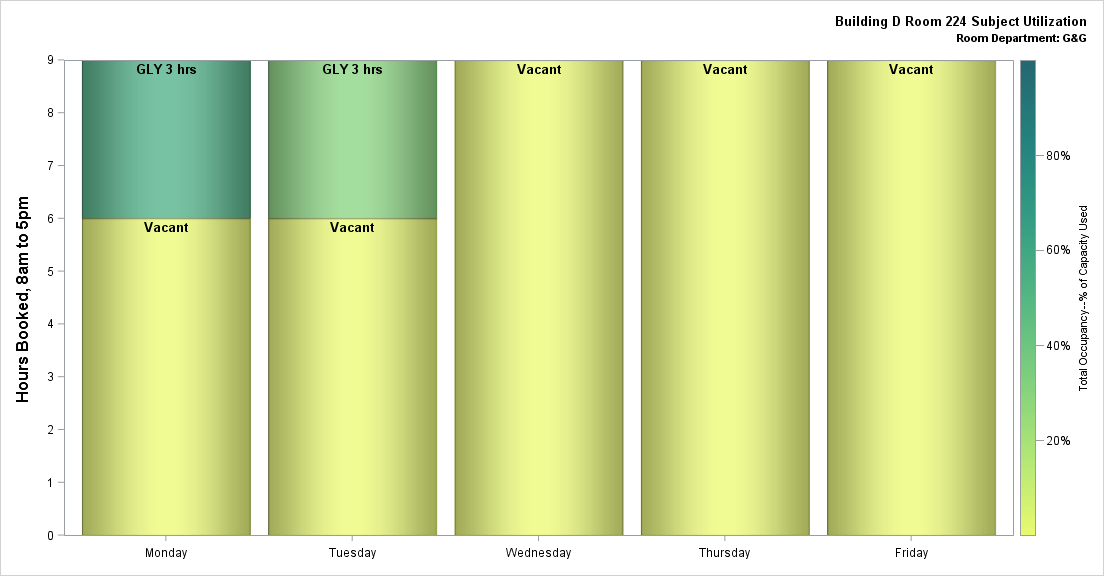 Building D Room 224 Subject Utilization
Room Department: G&G
Hours Booked, 8am to 5pm
9
8
7
6
5
4
3
2
1
0
GLY 3 hrs
GLY 3 hrs
Vacant
Vacant
Vacant
Vacant
Vacant
Monday
Tuesday
Wednesday
Thursday
Friday
80%
60%
40%
20%
Total Occupancy--% of Capacity Used